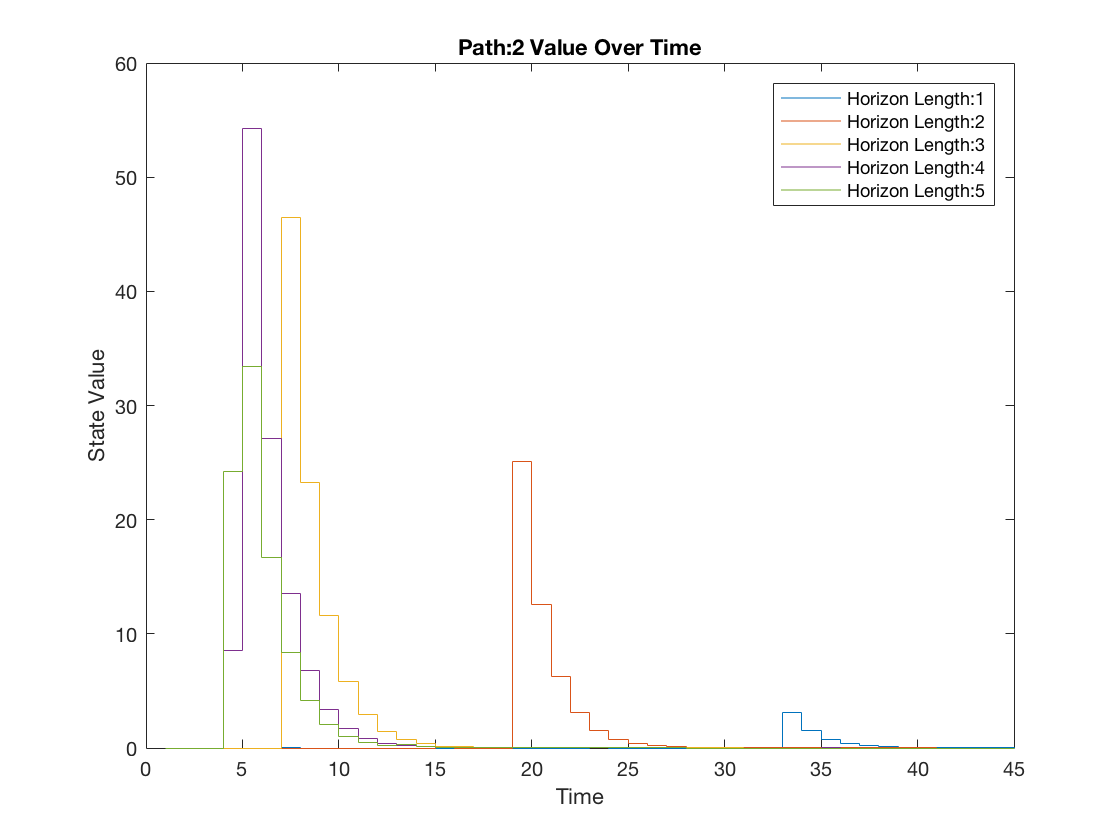 Path:2 Value Over Time
60
50
40
30
20
10
0
State Value
Horizon Length:1
Horizon Length:2
Horizon Length:3
Horizon Length:4
Horizon Length:5
0 5 10 15 20 25 30 35 40 45
Time